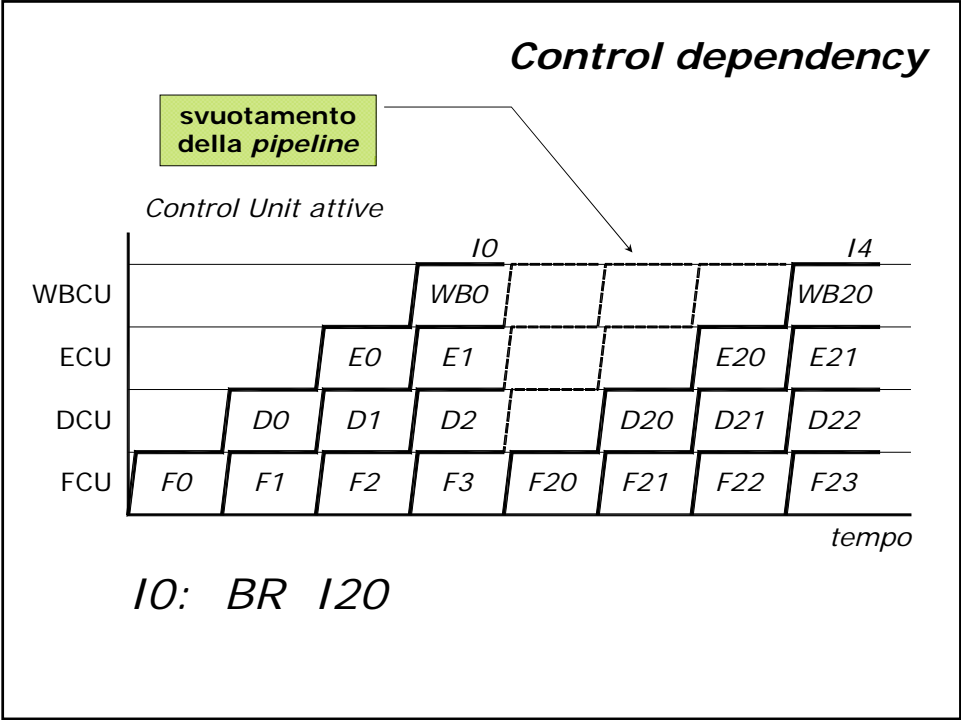 Control dependency
svuotamento
della pipeline
Control Unit attive
I0 I4
WBCU WB0 WB20
ECU E0 E1 E20 E21
DCU D0 D1 D2 D20 D21 D22
FCU F0 F1 F2 F3 F20 F21 F22 F23
tempo
I0: BR I20